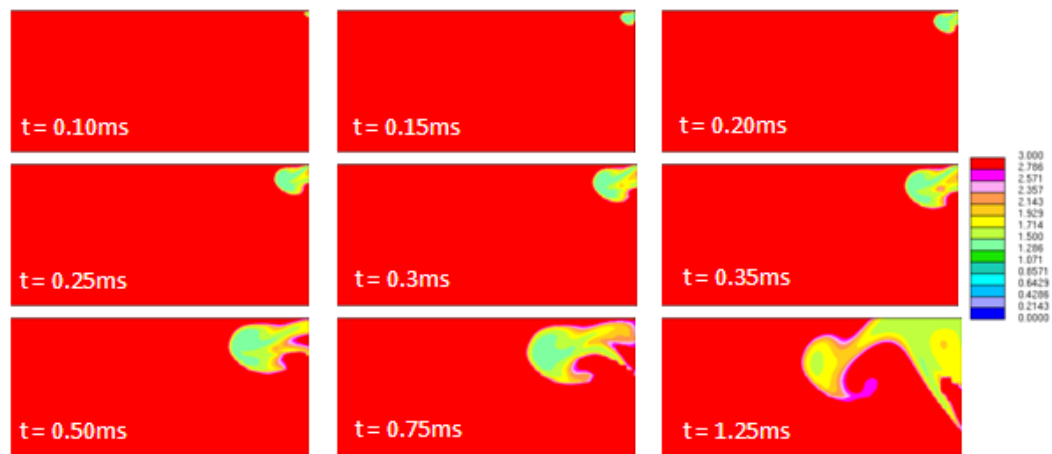 t= 0.10ms
t= 0.15ms
t= 0.20ms
t= 0.25ms
t= 0.3ms
t= 0.35ms
3.000
2.786
2.571
2.357
2.143
1.929
1.714
1.500
1.286
1.071
0.8571
0.6429
0.4286
0.2143
0.0000
t= 0.50ms
t= 0.75ms
t= 1.25ms